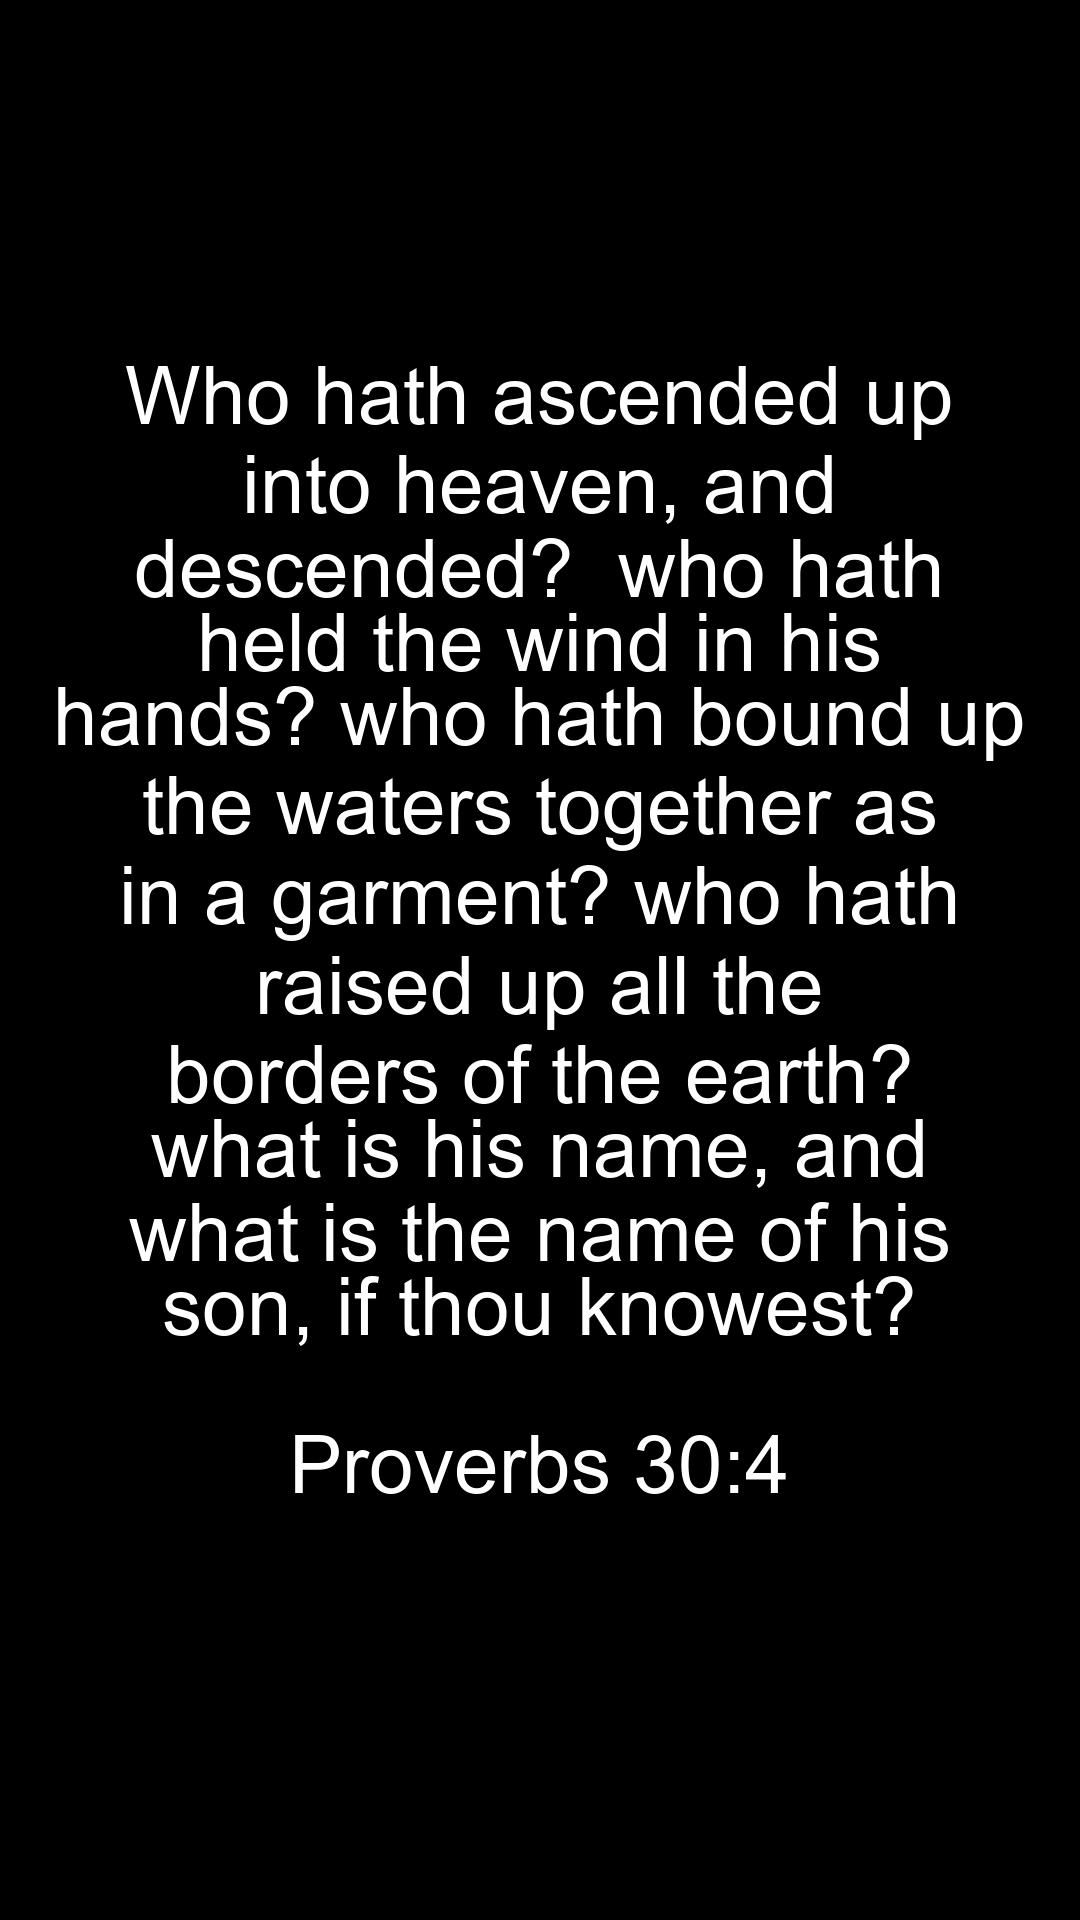 Who hath ascended up
into heaven, and
descended?  who hath
held the wind in his
hands? who hath bound up
the waters together as
in a garment? who hath
raised up all the
borders of the earth?
what is his name, and
what is the name of his
son, if thou knowest?
Proverbs 30:4